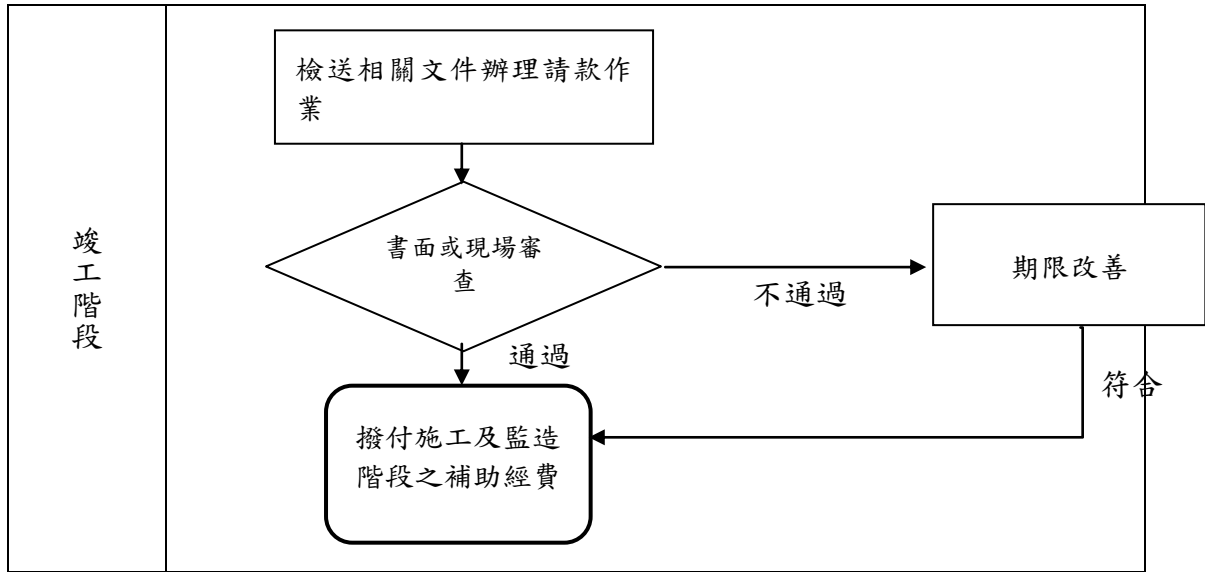 竣工階段
檢送相關文件辦理請款作
業
書面或現場審
查
不通過
期限改善
通過
符合
撥付施工及監造
階段之補助經費